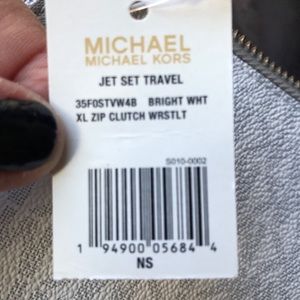 MICHAEL
MICHAEL KORS
JET SET TRAVEL
35F0STVW4B BRIGHT WHT
XL ZIP CLUTCH WRSTLT
S010-0002
1 94900 05684 4
NS